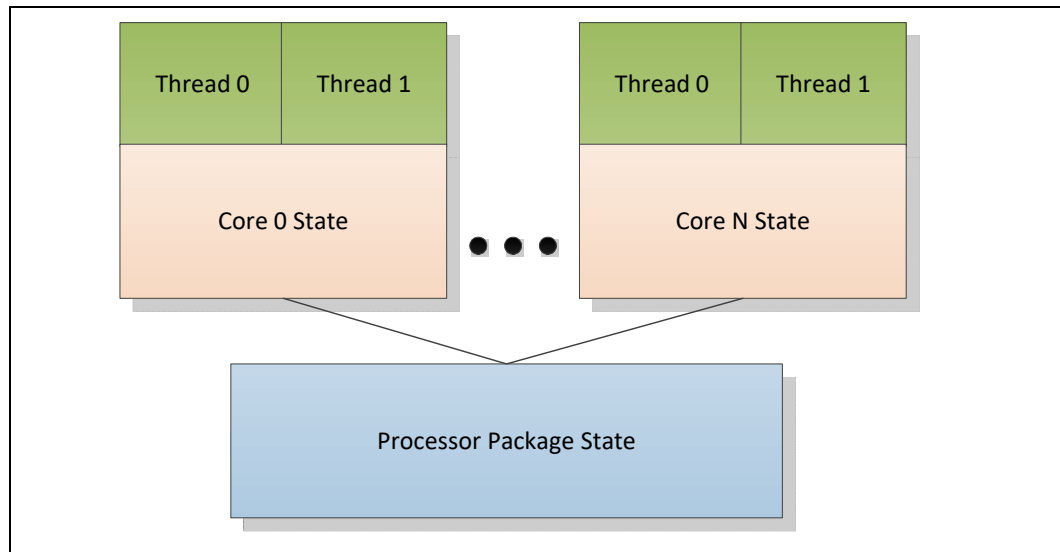 Thread 0
Thread 1
Thread 0
Thread 1
Core 0 State
Core N State
Processor Package State